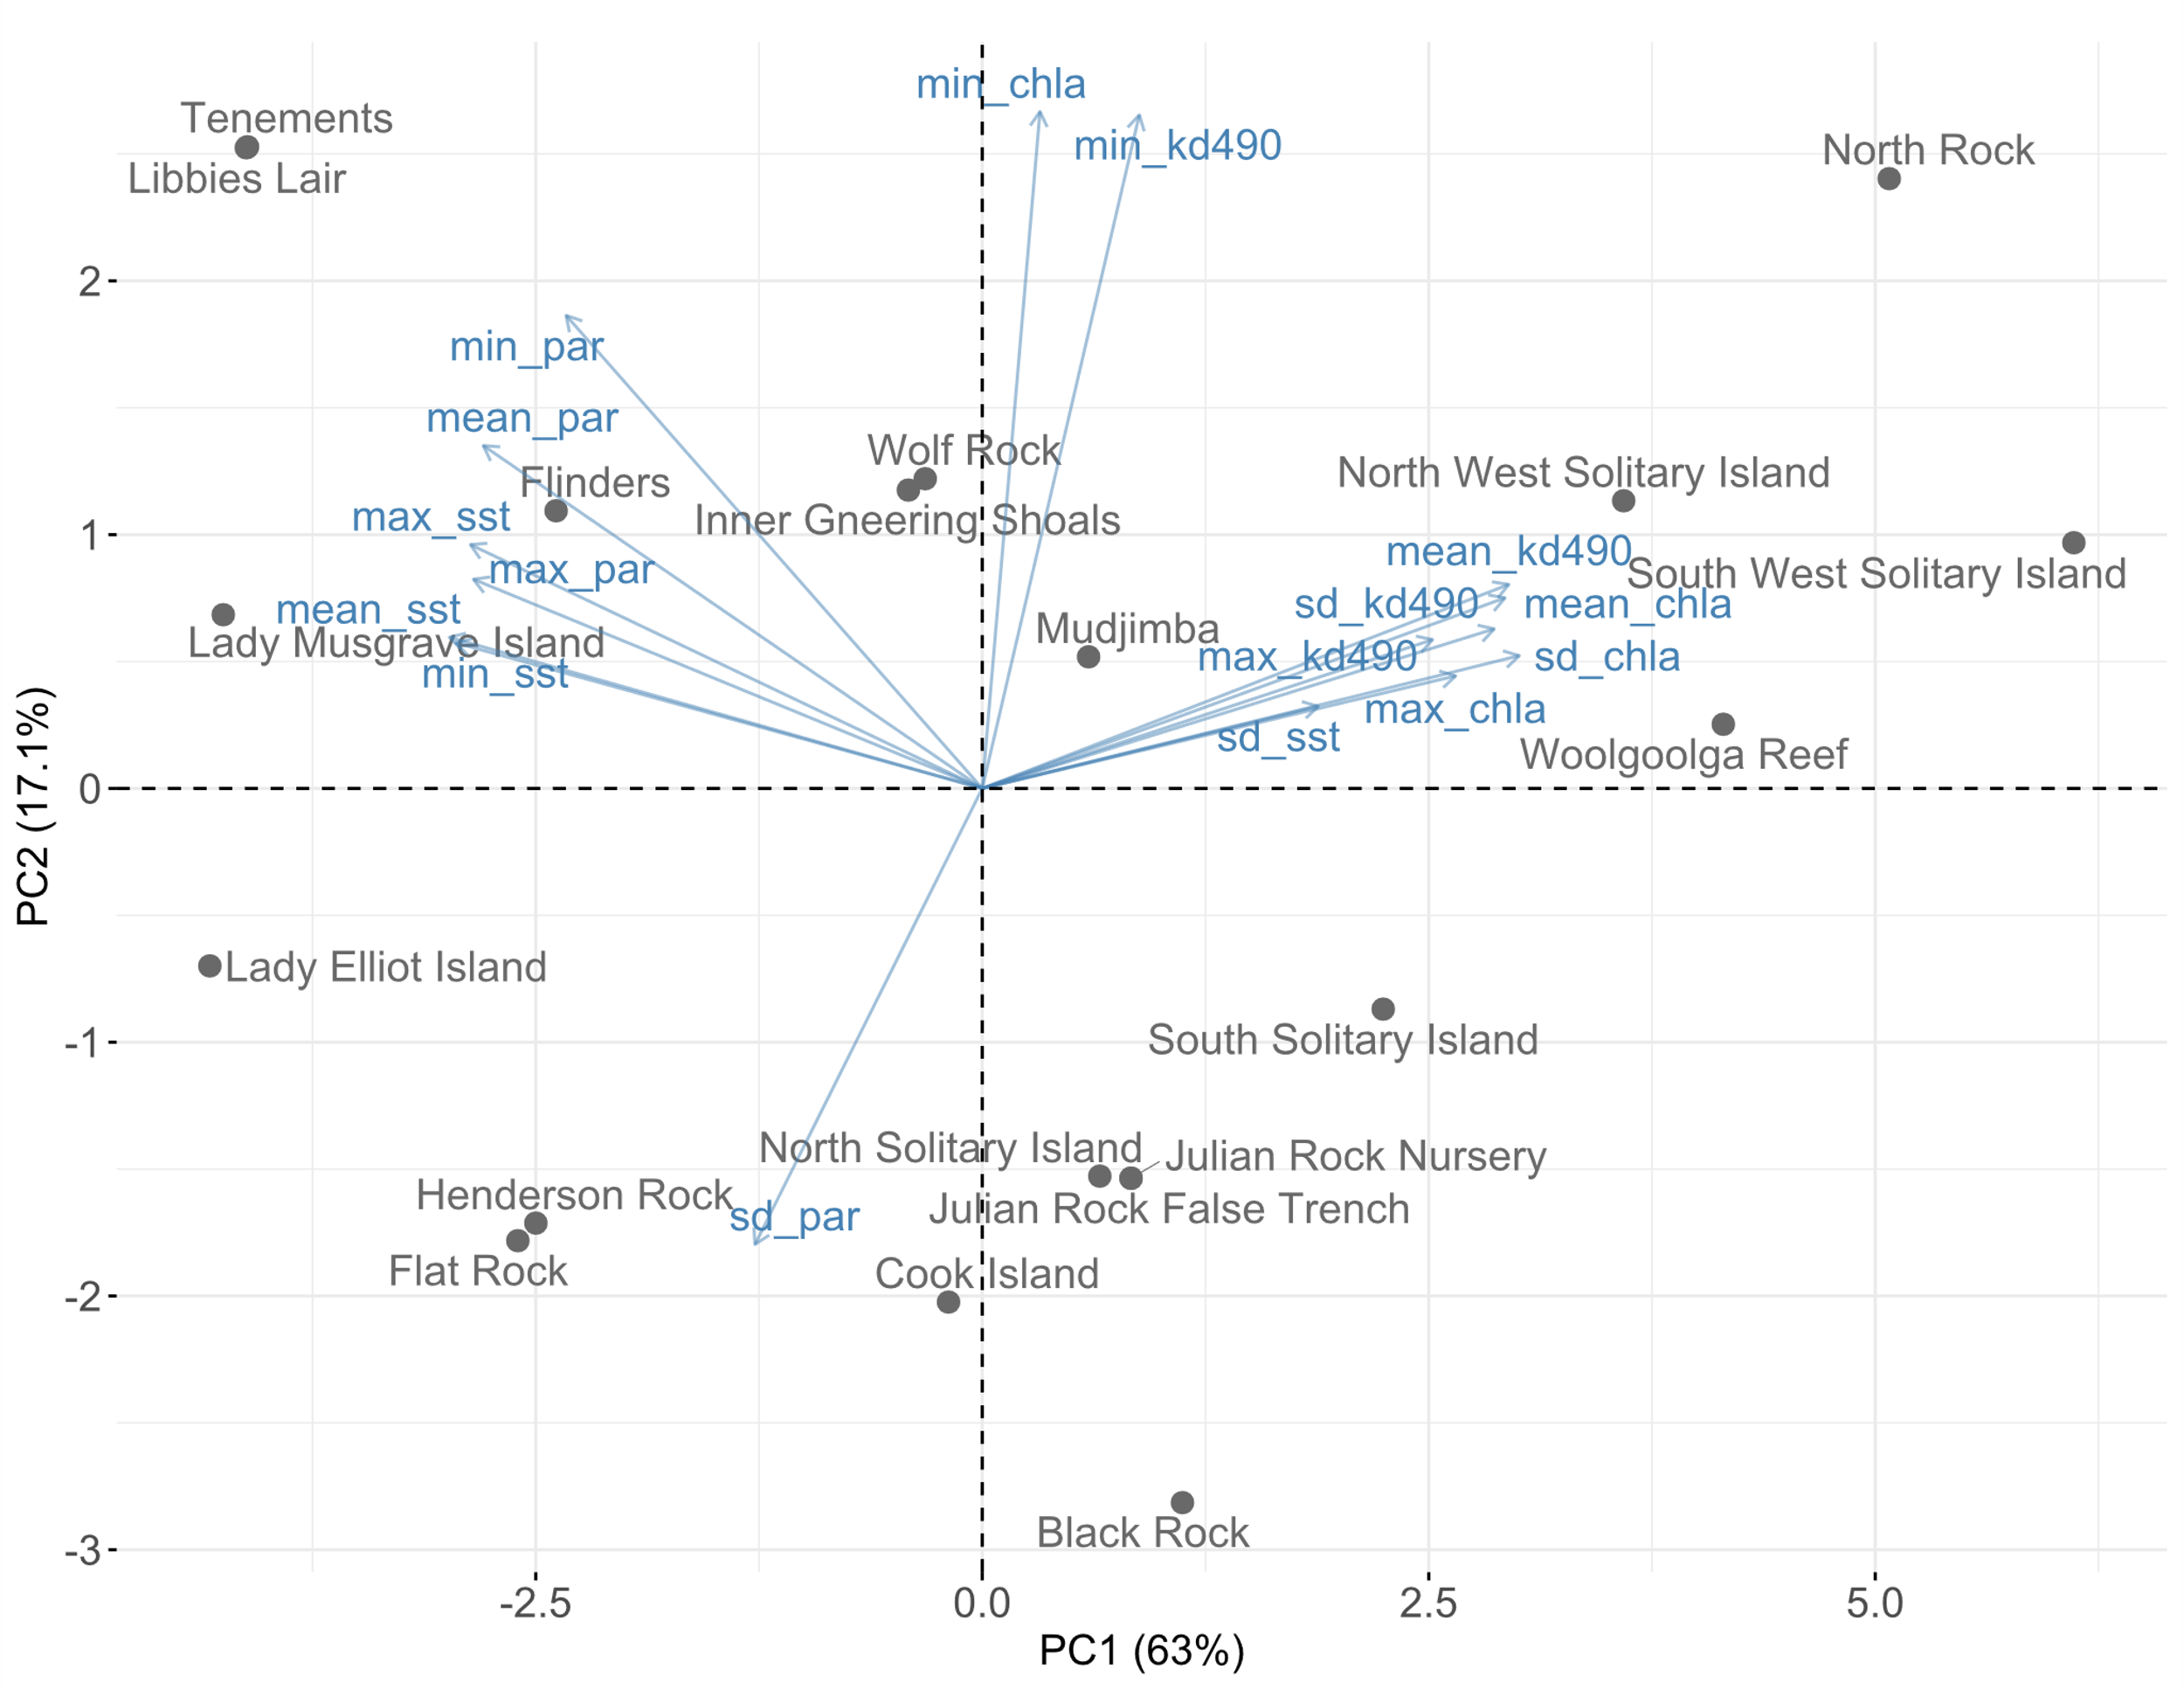 min_chla
Tenements
min_kd490
North Rock
Libbies Lair
2
min_par
mean_par
Wolf Rock
North West Solitary Island
Flinders
max_sst
Inner Gneering Shoals
1
mean_kd490
max_par
South West Solitary Island
mean_sst
sd_kd490
mean_chla
Mudjimba
Lady Musgrave Island
max_kd490
sd_chla
min_sst
max_chla
sd_sst
Woolgoolga Reef
0
PC2 (17.1%)
Lady Elliot Island
-1
South Solitary Island
North Solitary Island
Julian Rock Nursery
Henderson Rock
sd_par
Julian Rock False Trench
Flat Rock
Cook Island
-2
Black Rock
-3
-2.5
0.0
2.5
5.0
PC1 (63%)